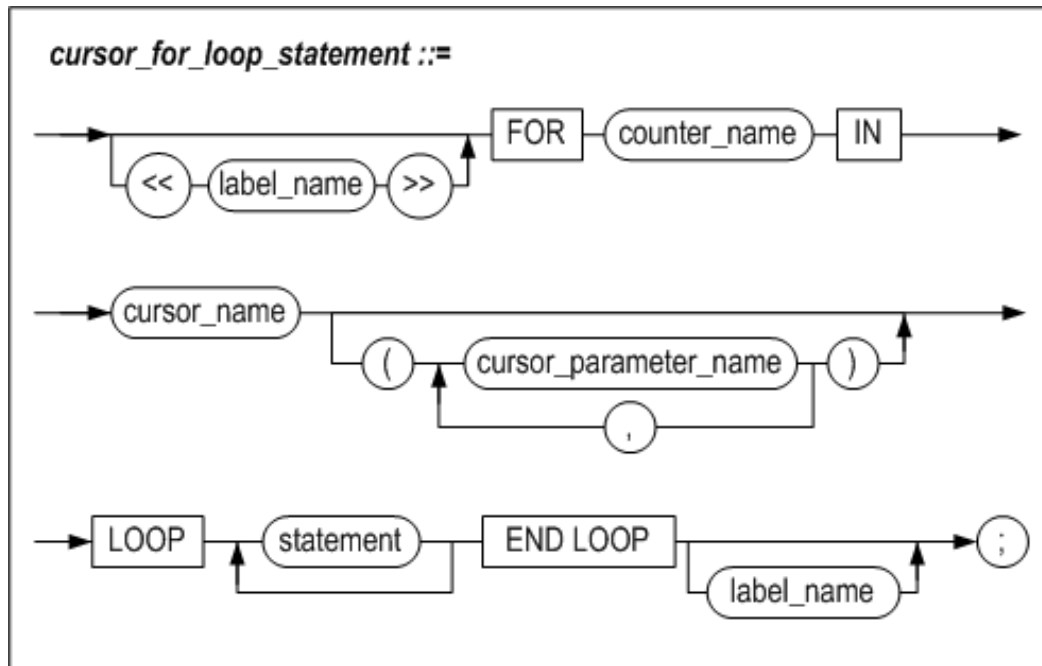 cursor_for_loop_statement ::=
FOR counter_name IN
<< label_name >>
cursor_name
( cursor_parameter_name )
,
LOOP statement END LOOP ;
label_name